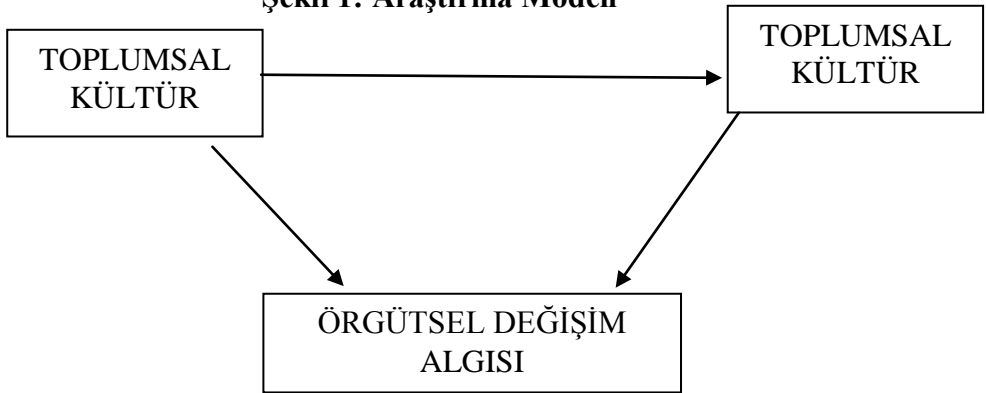 Şekil 1: Araştırma Modeli
TOPLUMSAL
KÜLTÜR
TOPLUMSAL
KÜLTÜR
ÖRGÜTSEL DEĞİŞİM
ALGISI